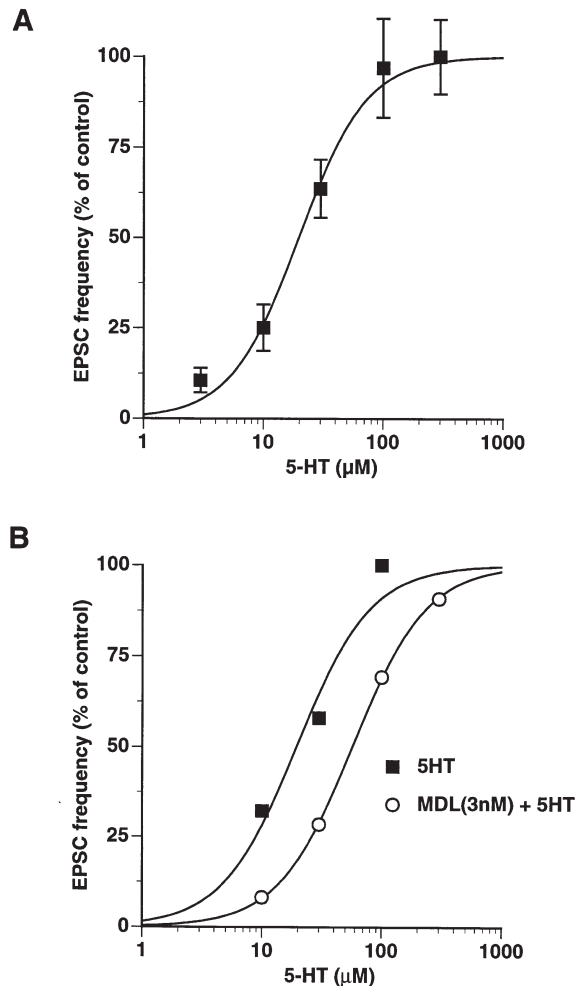 A
EPSC frequency (% of control)
100
75
50
25
0
1 10 100 1000
5-HT (µM)
B
EPSC frequency (% of control)
100
75
50
25
0
5HT
MDL(3nM) + 5HT
1 10 100 1000
5-HT (µM)